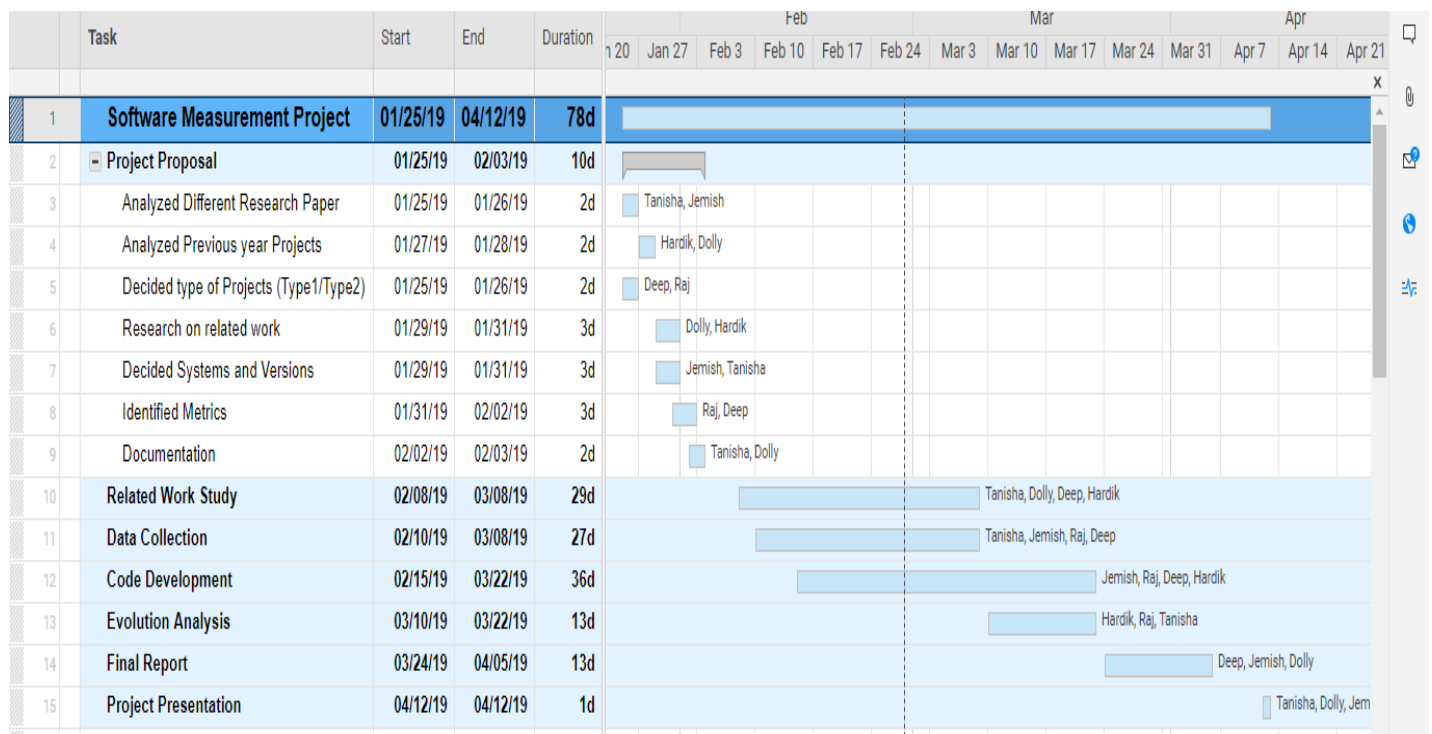 Feb Mar Apr
Task Start End Duration
n 20 Jan 27 Feb 3 Feb 10 Feb 17 Feb 24 Mar 3 Mar 10 Mar 17 Mar 24 Mar 31 Apr 7 Apr 14 Apr 21
x
1 Software Measurement Project 01/25/19 04/12/19 78d
2 Project Proposal 01/25/19 02/03/19 10d
3 Analyzed Different Research Paper 01/25/19 01/26/19 2d Tanisha, Jemish
4 Analyzed Previous year Projects 01/27/19 01/28/19 2d Hardik, Dolly
5 Decided type of Projects (Type1/Type2) 01/25/19 01/26/19 2d Deep, Raj
6 Research on related work 01/29/19 01/31/19 3d Dolly, Hardik
7 Decided Systems and Versions 01/29/19 01/31/19 3d Jemish, Tanisha
8 Identified Metrics 01/31/19 02/02/19 3d Raj, Deep
9 Documentation 02/02/19 02/03/19 2d Tanisha, Dolly
10 Related Work Study 02/08/19 03/08/19 29d Tanisha, Dolly, Deep, Hardik
11 Data Collection 02/10/19 03/08/19 27d Tanisha, Jemish, Raj, Deep
12 Code Development 02/15/19 03/22/19 36d Jemish, Raj, Deep, Hardik
13 Evolution Analysis 03/10/19 03/22/19 13d Hardik, Raj, Tanisha
14 Final Report 03/24/19 04/05/19 13d Deep, Jemish, Dolly
15 Project Presentation 04/12/19 04/12/19 1d Tanisha, Dolly, Jem